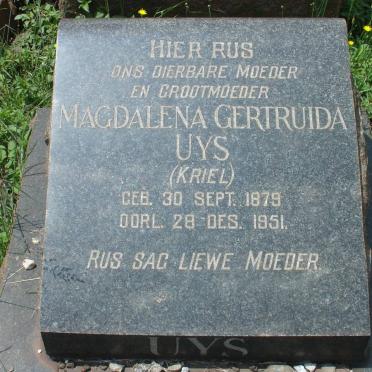 HIER RUS
ONS DIERBARE MOEDER
EN GROOTMOEDER
MAGDALENA GERTRUIDA
UYS
(KRIEL)
GEB. 30 SEPT. 1879
OORL. 28 DES. 1951.
RUS SAG LIEWE MOEDER.
UYS